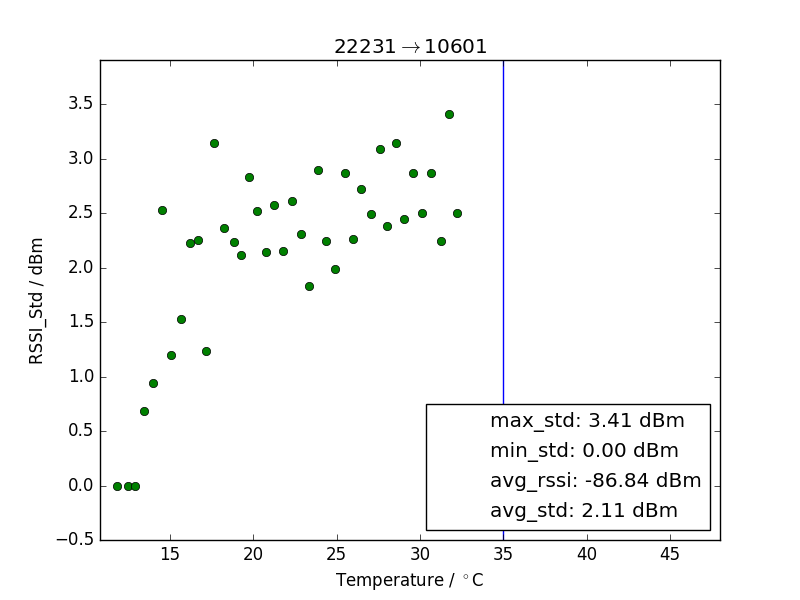 22231→10601
3.5
3.0
2.5
2.0
1.5
1.0
0.5
0.0
−0.5
RSSI_Std / dBm
max_std: 3.41 dBm
min_std: 0.00 dBm
avg_rssi: -86.84 dBm
avg_std: 2.11 dBm
15 20 25 30 35 40 45
Temperature / °C